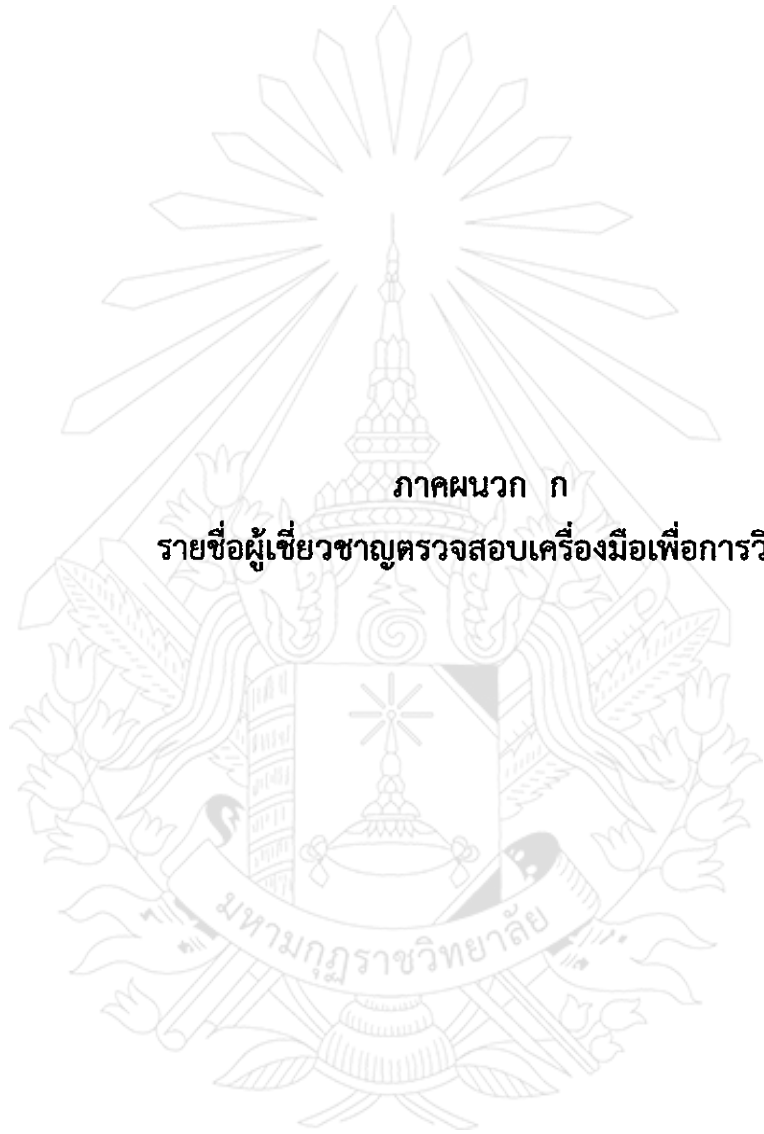 ภาคผนวก ก
รายชื่อผู้เชี่ยวชาญตรวจสอบเครื่องมือเพื่อการวิ
มหามกุฏราชวิทยาลัย